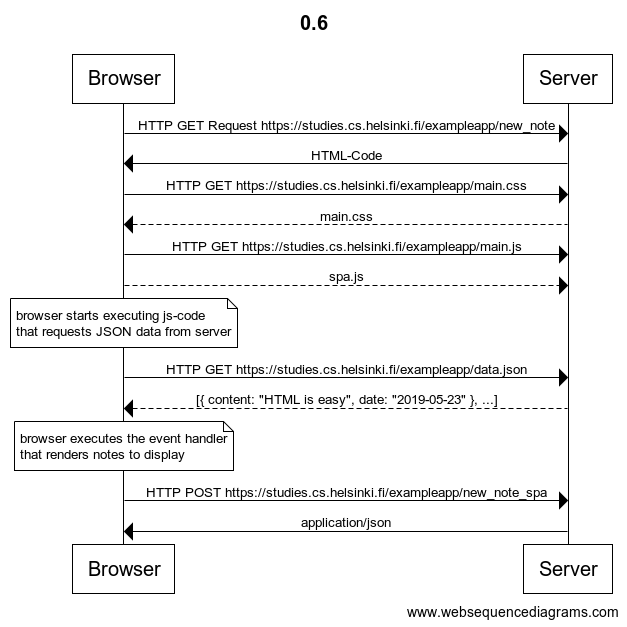 0.6
Browser
Server
HTTP GET Request https://studies.cs.helsinki.fi/exampleapp/new_note
HTML-Code
HTTP GET https://studies.cs.helsinki.fi/exampleapp/main.css
main.css
HTTP GET https://studies.cs.helsinki.fi/exampleapp/main.js
spa.js
browser starts executing js-code
that requests JSON data from server
HTTP GET https://studies.cs.helsinki.fi/exampleapp/data.json
[{ content: "HTML is easy", date: "2019-05-23" }, ...]
browser executes the event handler
that renders notes to display
HTTP POST https://studies.cs.helsinki.fi/exampleapp/new_note_spa
application/json
Browser
Server
www.websequencediagrams.com